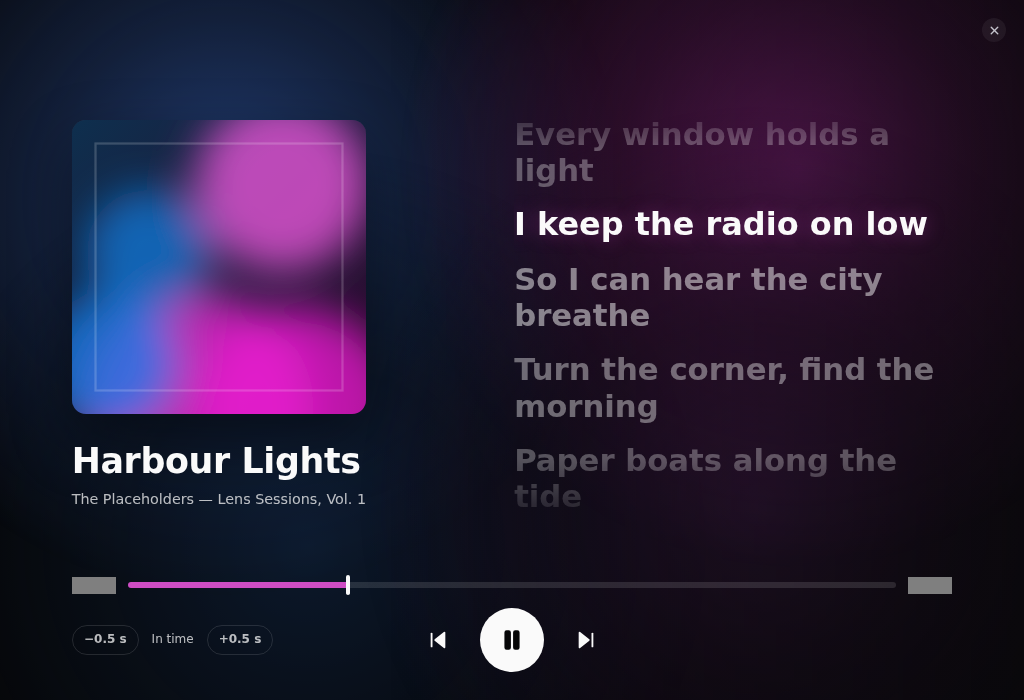 Every window holds a
light
I keep the radio on low
So I can hear the city
breathe
Turn the corner, find the
morning
Paper boats along the
tide
Harbour Lights
The Placeholders — Lens Sessions, Vol. 1
−0.5 s In time +0.5 s